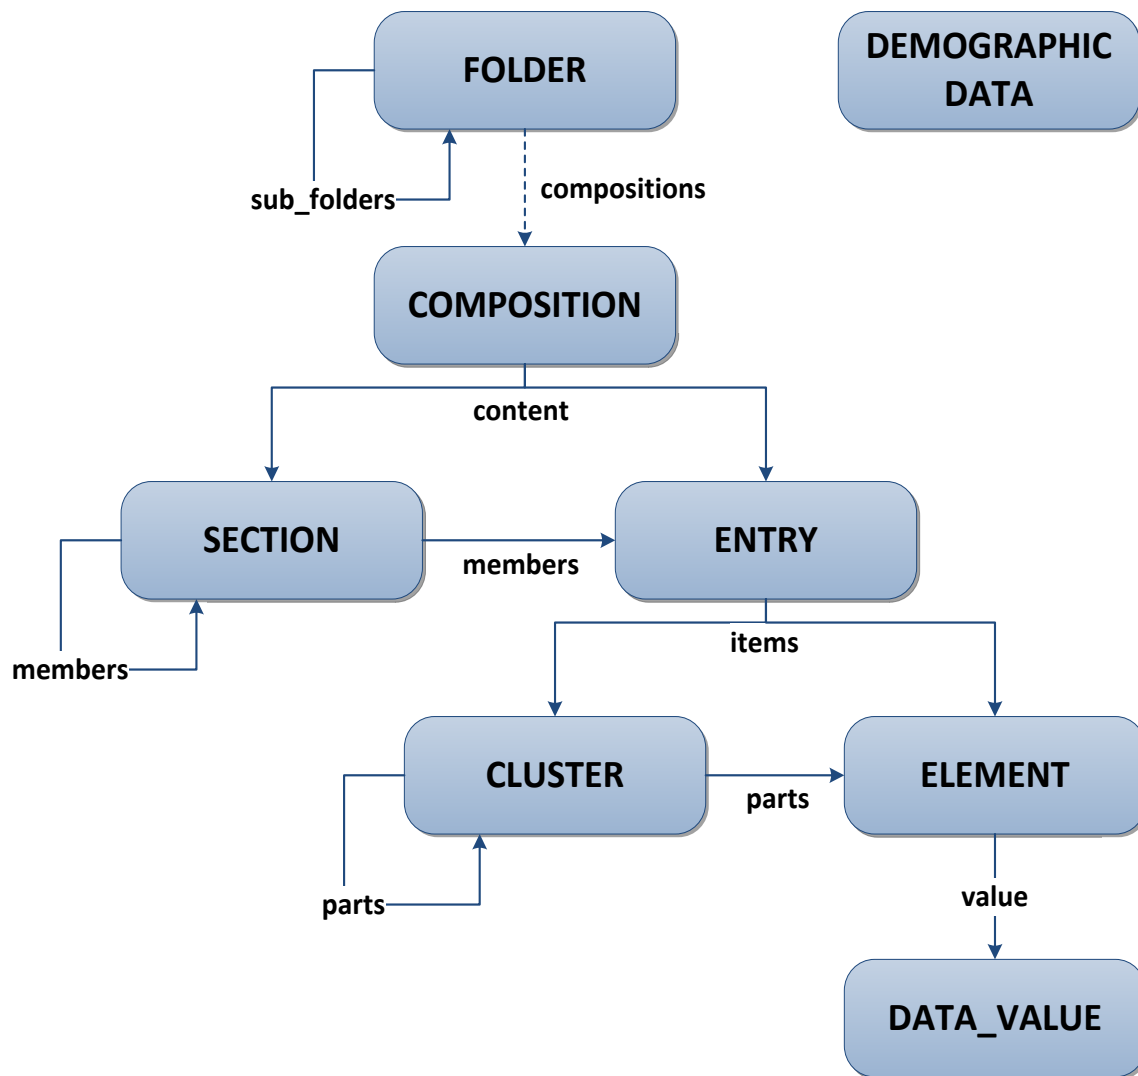 FOLDER
DEMOGRAPHIC
DATA
sub_folders
compositions
COMPOSITION
content
SECTION
members
ENTRY
members
items
CLUSTER
parts
ELEMENT
parts
value
DATA_VALUE